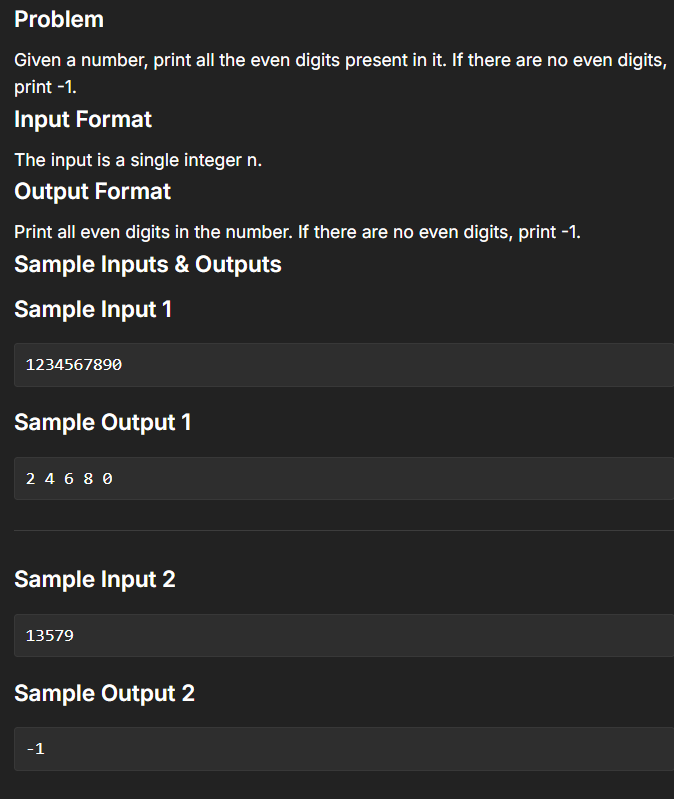 Problem
Given a number, print all the even digits present in it. If there are no even digits,
print -1.
Input Format
The input is a single integer n.
Output Format
Print all even digits in the number. If there are no even digits, print -1.
Sample Inputs & Outputs
Sample Input 1
1234567890
Sample Output 1
2 4 6 8 0
Sample Input 2
13579
Sample Output 2
-1